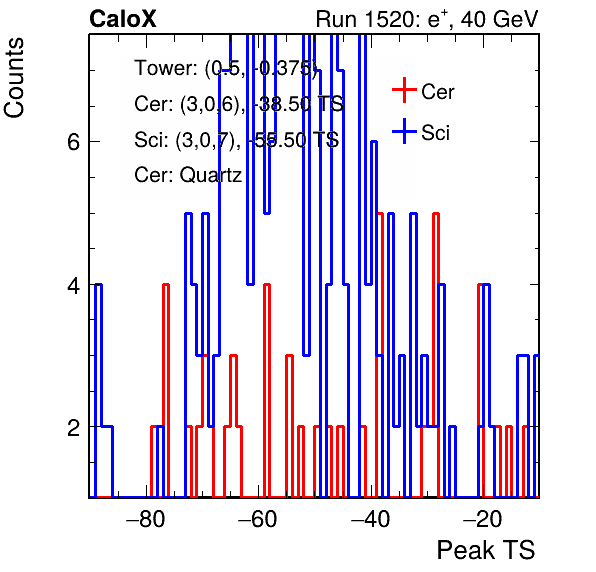 CaloX
Run 1520: e+, 40 GeV
Counts
Tower: (0.5, -0.375)
Cer: (3,0,6), -38.50 TS
Sci: (3,0,7), -55.50 TS
Cer: Quartz
Cer
Sci
6
4
2
−80
−60
−40
−20
Peak TS